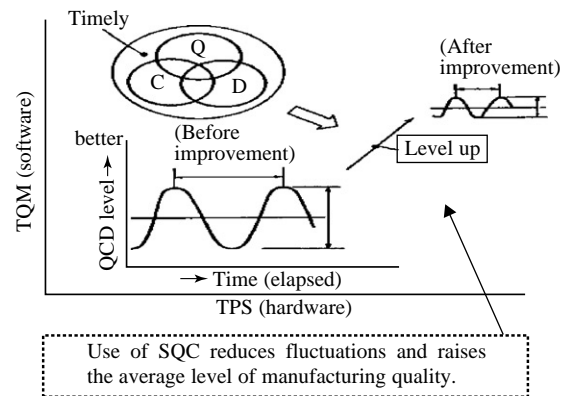 Timely
Q
C
D
(After
improvement)
(Before
improvement)
better
Level up
QCD level
Time (elapsed)
TQM (software)
TPS (hardware)
Use of SQC reduces fluctuations and raises
the average level of manufacturing quality.